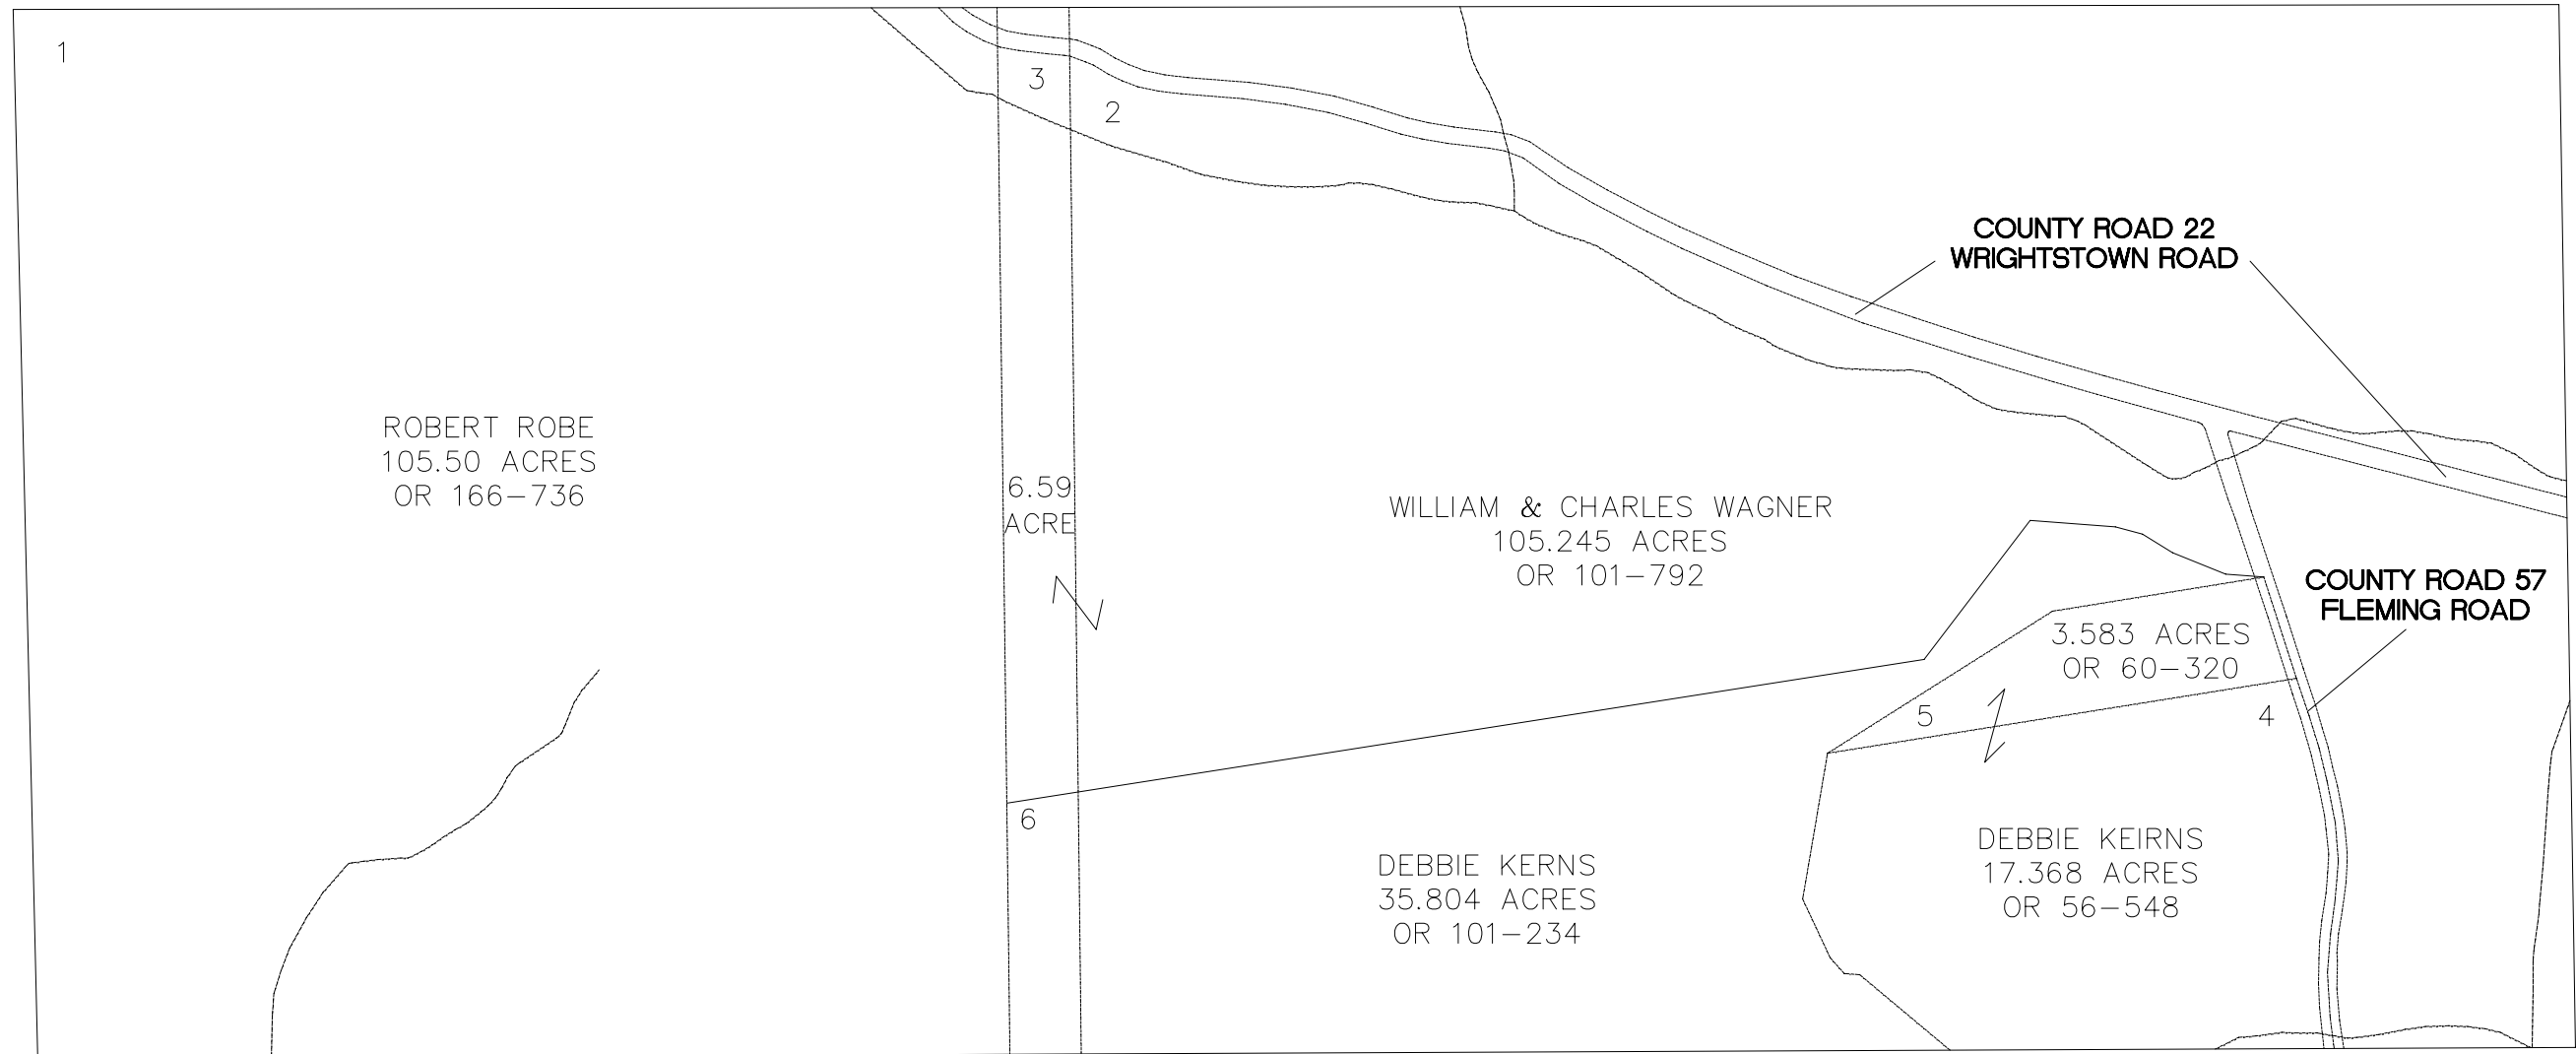 1
3
2
COUNTY ROAD 22
WRIGHTSTOWN ROAD
ROBERT ROBE
105.50 ACRES
OR 166-736
6.59
ACRE
WILLIAM & CHARLES WAGNER
105.245 ACRES
OR 101-792
COUNTY ROAD 57
FLEMING ROAD
3.583 ACRES
OR 60-320
5
4
6
DEBBIE KERNS
35.804 ACRES
OR 101-234
DEBBIE KEIRNS
17.368 ACRES
OR 56-548